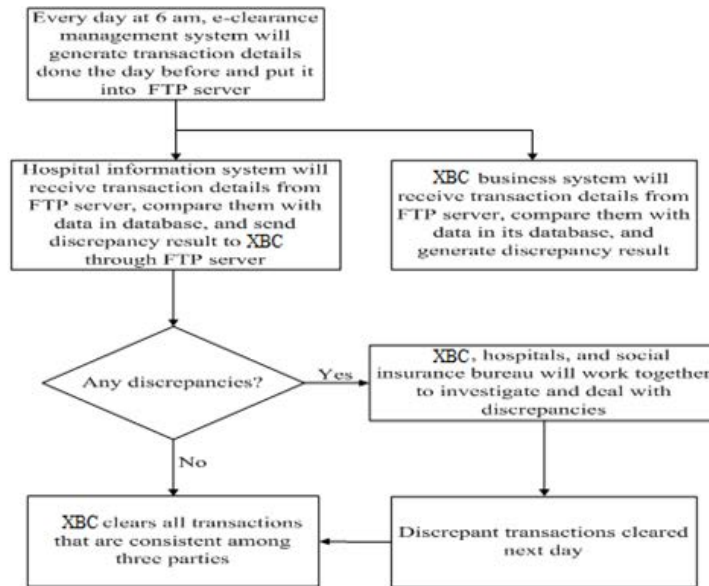 Every day at 6 am, e-clearance
management system will
generate transaction details
done the day before and put it
into FTP server
Hospital information system will
receive transaction details from
FTP server, compare them with
data in database, and send
discrepancy result to XBC
through FTP server
XBC business system will
receive transaction details from
FTP server, compare them with
data in its database, and
generate discrepancy result
Any discrepancies?
Yes
XBC, hospitals, and social
insurance bureau will work together
to investigate and deal with
discrepancies
No
XBC clears all transactions
that are consistent among
three parties
Discrepant transactions cleared
next day